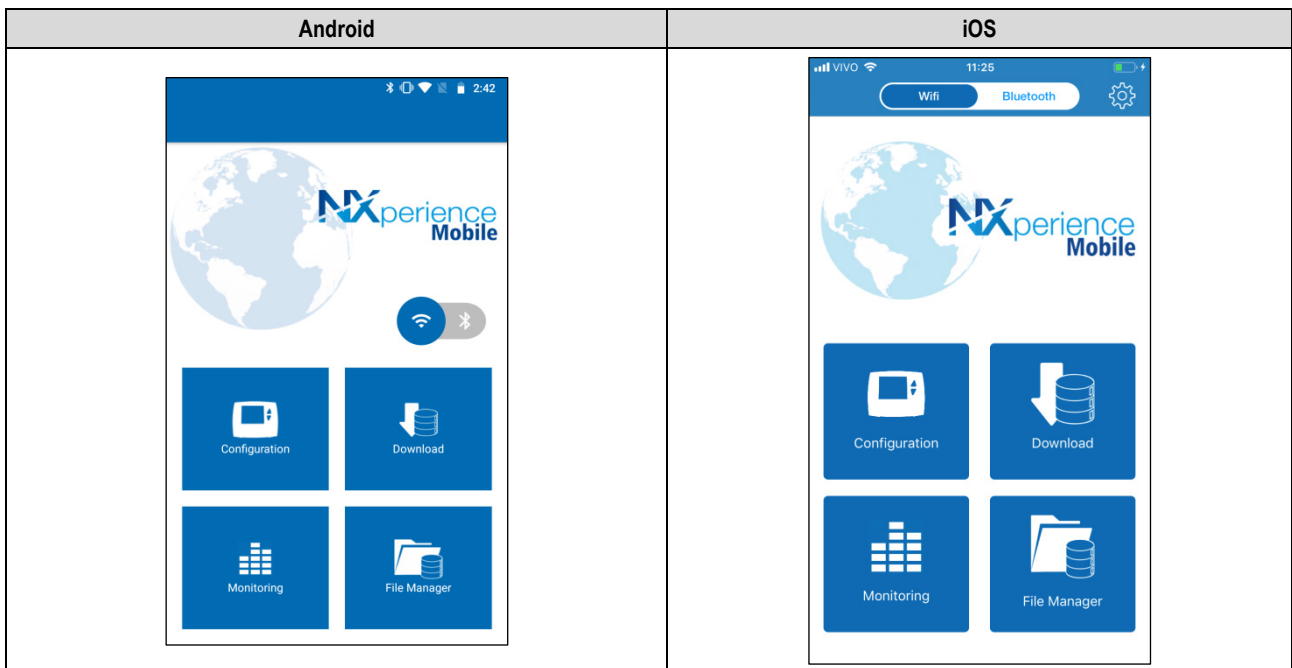 Android
iOS
2:42
NXperience
Mobile
Configuration
Download
Monitoring
File Manager
VIVO
11:25
Wifi
Bluetooth
NXperience
Mobile
Configuration
Download
Monitoring
File Manager